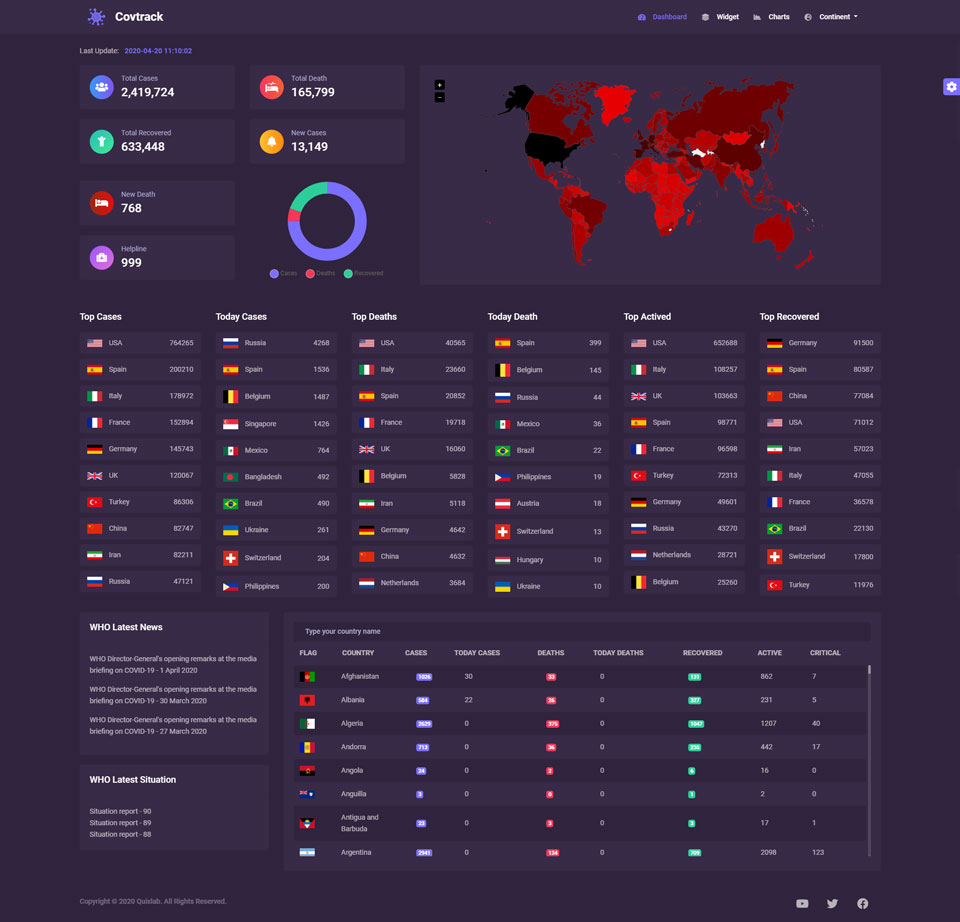 Covtrack
Dashboard Widget Charts Continent
Last Update: 2020-04-20 11:10:02
Total Cases
2,419,724
Total Death
165,799
Total Recovered
633,448
New Cases
13,149
New Death
768
Helpline
999
+
−
Cases Deaths Recovered
Top Cases
USA 764265
Spain 200210
Italy 178972
France 152894
Germany 145743
UK 120067
Turkey 86306
China 82747
Iran 82211
Russia 47121
Today Cases
Russia 4268
Spain 1536
Belgium 1487
Singapore 1426
Mexico 764
Bangladesh 492
Brazil 490
Ukraine 261
Switzerland 204
Philippines 200
Top Deaths
USA 40565
Italy 23660
Spain 20852
France 19718
UK 16060
Belgium 5828
Iran 5118
Germany 4642
China 4632
Netherlands 3684
Today Death
Spain 399
Belgium 145
Russia 44
Mexico 36
Brazil 22
Philippines 19
Austria 18
Switzerland 13
Hungary 10
Ukraine 10
Top Actived
USA 652688
Italy 108257
UK 103663
Spain 98771
France 96598
Turkey 72313
Germany 49601
Russia 43270
Netherlands 28721
Belgium 25260
Top Recovered
Germany 91500
Spain 80587
China 77084
USA 71012
Iran 57023
Italy 47055
France 36578
Brazil 22130
Switzerland 17800
Turkey 11976
WHO Latest News
WHO Director-General's opening remarks at the media
briefing on COVID-19 - 1 April 2020
WHO Director-General's opening remarks at the media
briefing on COVID-19 - 30 March 2020
WHO Director-General's opening remarks at the media
briefing on COVID-19 - 27 March 2020
WHO Latest Situation
Situation report - 90
Situation report - 89
Situation report - 88
Type your country name
FLAG COUNTRY CASES TODAY CASES DEATHS TODAY DEATHS RECOVERED ACTIVE CRITICAL
Afghanistan 1026 30 33 0 131 862 7
Albania 584 22 26 0 327 231 5
Algeria 2629 0 375 0 1047 1207 40
Andorra 713 0 36 0 235 442 17
Angola 24 0 2 0 6 16 0
Anguilla 3 0 0 0 1 2 0
Antigua and
Barbuda 23 0 3 0 3 17 1
Argentina 2941 0 134 0 709 2098 123
Copyright © 2020 Quixlab. All Rights Reserved.